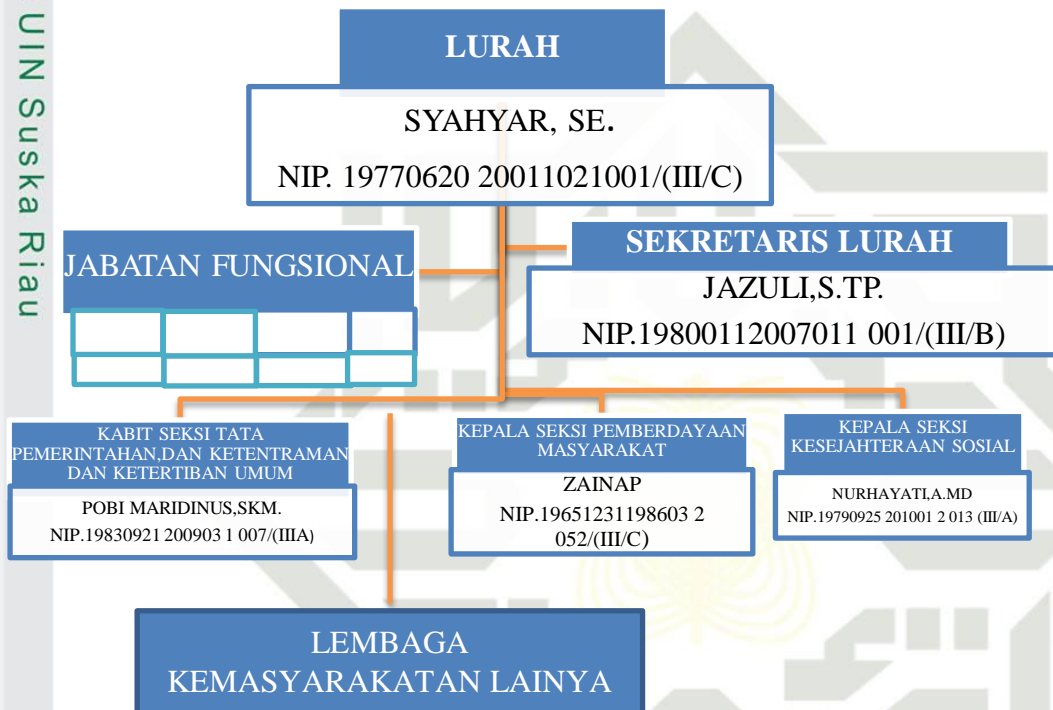 UIN Suska Riau
LURAH
SYAHYAR, SE.
NIP. 19770620 20011021001/(III/C)
JABATAN FUNGSIONAL
SEKRETARIS LURAH
JAZULI,S.TP.
NIP.19800112007011 001/(III/B)
KABIT SEKSI TATA
PEMERINTAHAN,DAN KETENTRAMAN
DAN KETERTIBAN UMUM
POBI MARIDINUS,SKM.
NIP.19830921 200903 1 007/(IIIA)
KEPALA SEKSI PEMBERDAYAAN
MASYARAKAT
ZAINAP
NIP.19651231198603 2
052/(III/C)
KEPALA SEKSI
KESEJAHTERAAN SOSIAL
NURHAYATI,A.MD
NIP.19790925 201001 2 013 (III/A)
LEMBAGA
KEMASYARAKATAN LAINYA